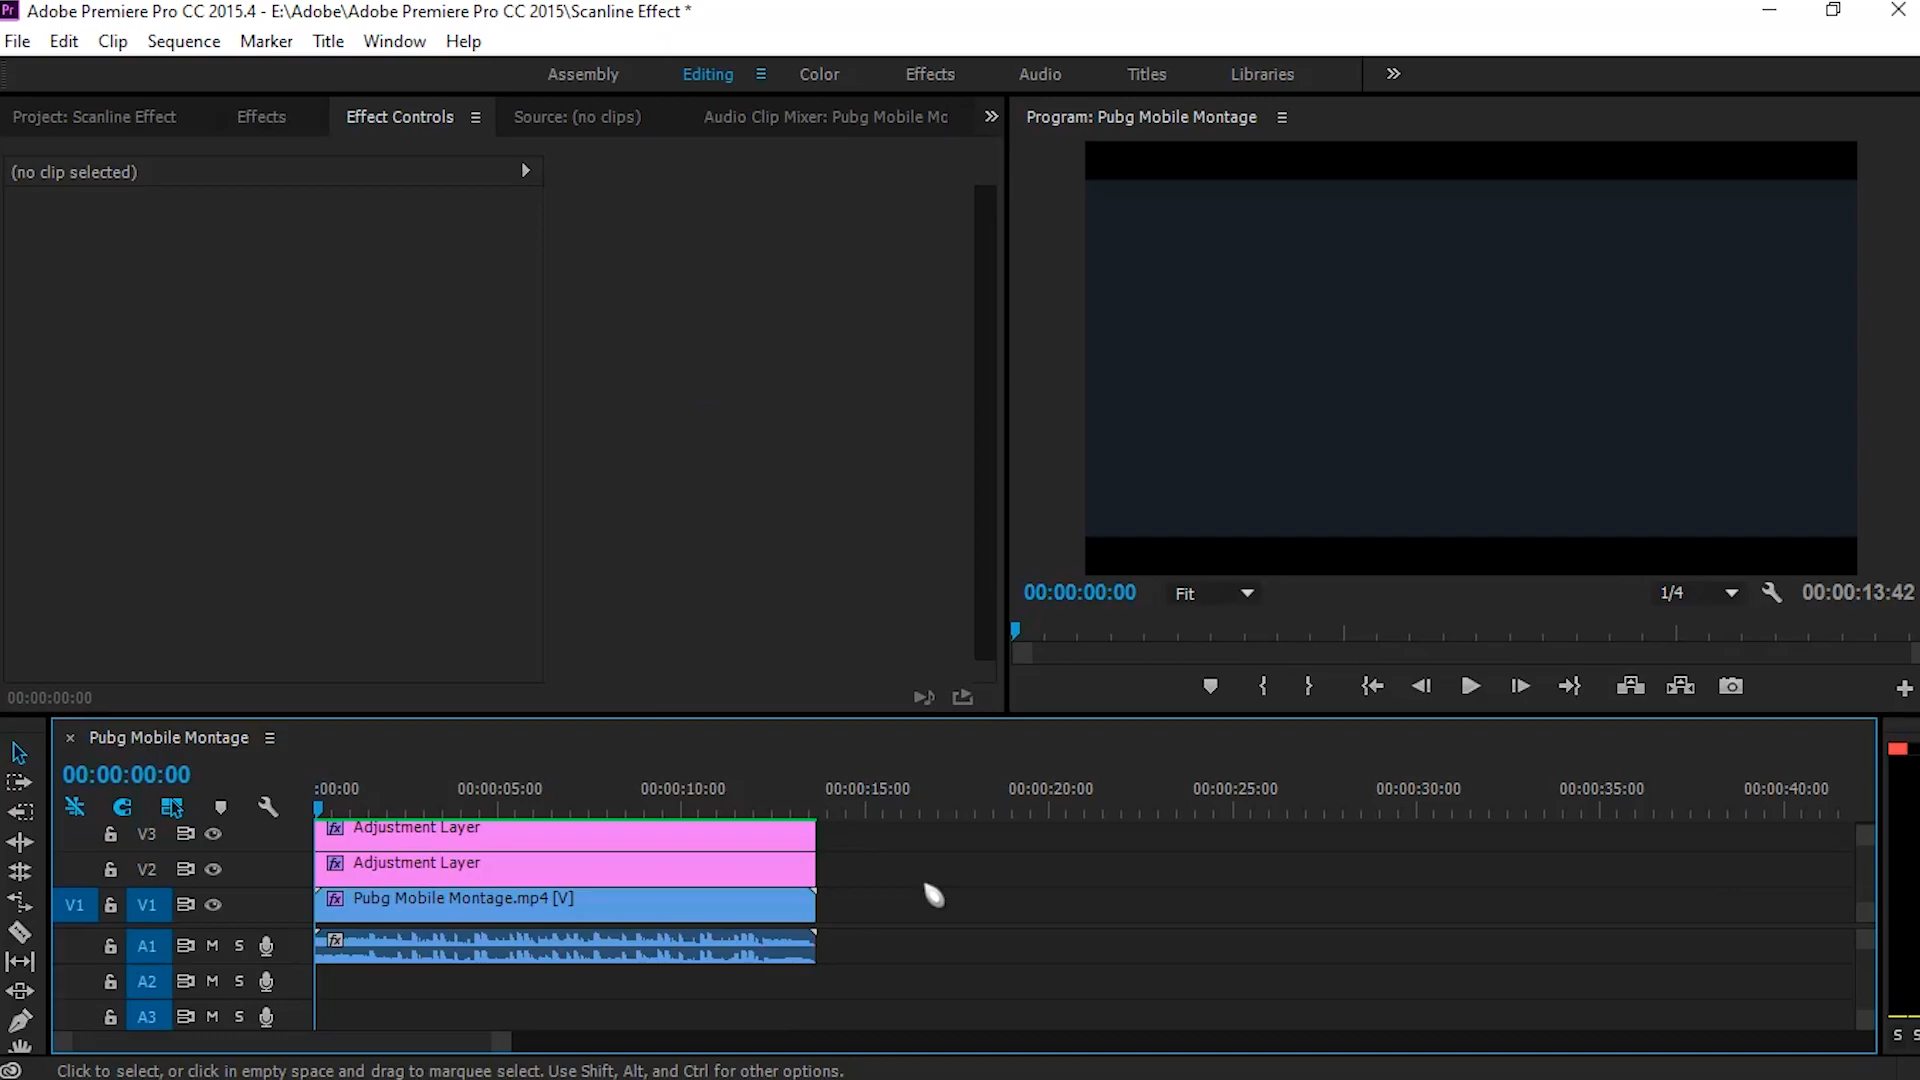 Pr Adobe Premiere Pro CC 2015.4 - E:\Adobe\Adobe Premiere Pro CC 2015\Scanline Effect *
File Edit Clip Sequence Marker Title Window Help
Assembly Editing Color Effects Audio Titles Libraries
Project: Scanline Effect Effects Effect Controls Source: (no clips) Audio Clip Mixer: Pubg Mobile Mc
Program: Pubg Mobile Montage
(no clip selected)
00:00:00:00 Fit 1/4 00:00:13:42
00:00:00:00
Pubg Mobile Montage
00:00:00:00
:00:00 00:00:05:00 00:00:10:00 00:00:15:00 00:00:20:00 00:00:25:00 00:00:30:00 00:00:35:00 00:00:40:00
V3 fx Adjustment Layer
V2 fx Adjustment Layer
V1 V1 fx Pubg Mobile Montage.mp4 [V]
A1 M S fx
A2 M S
A3 M S
S S
Click to select, or click in empty space and drag to marquee select. Use Shift, Alt, and Ctrl for other options.